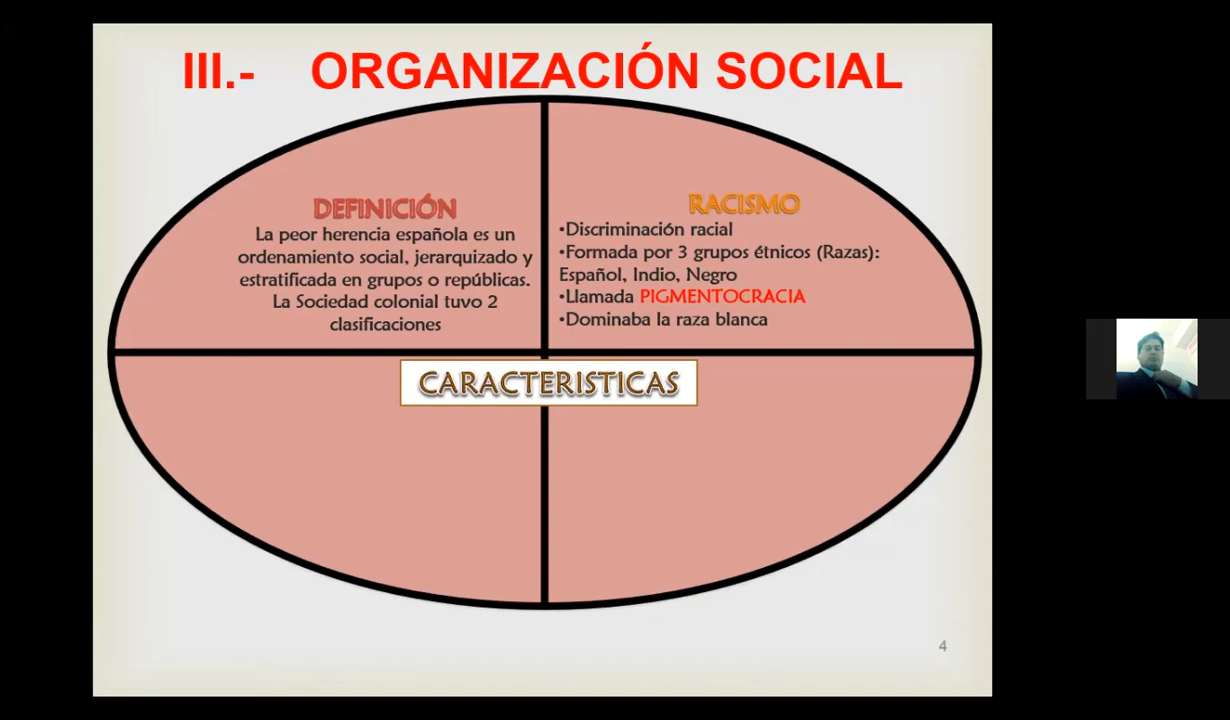 III.- ORGANIZACIÓN SOCIAL
DEFINICIÓN
La peor herencia española es un
ordenamiento social, jerarquizado y
estratificada en grupos o repúblicas.
La Sociedad colonial tuvo 2
clasificaciones
RACISMO
•Discriminación racial
•Formada por 3 grupos étnicos (Razas):
Español, Indio, Negro
•Llamada PIGMENTOCRACIA
•Dominaba la raza blanca
CARACTERISTICAS
4